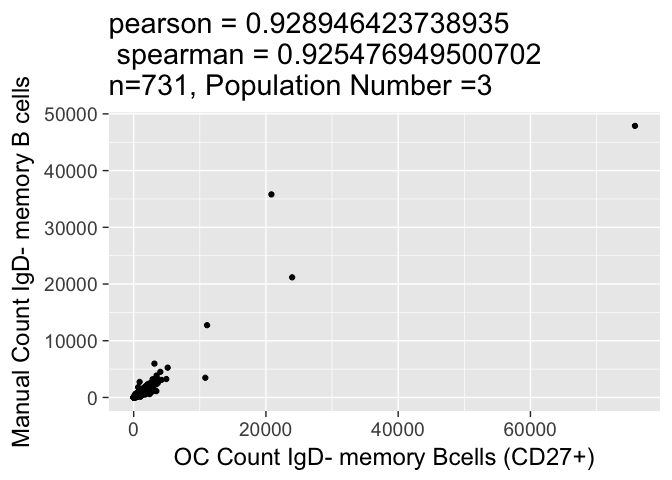 pearson = 0.928946423738935
spearman = 0.925476949500702
n=731, Population Number =3
Manual Count IgD- memory B cells
50000
40000
30000
20000
10000
0
0
20000
40000
60000
OC Count IgD- memory Bcells (CD27+)